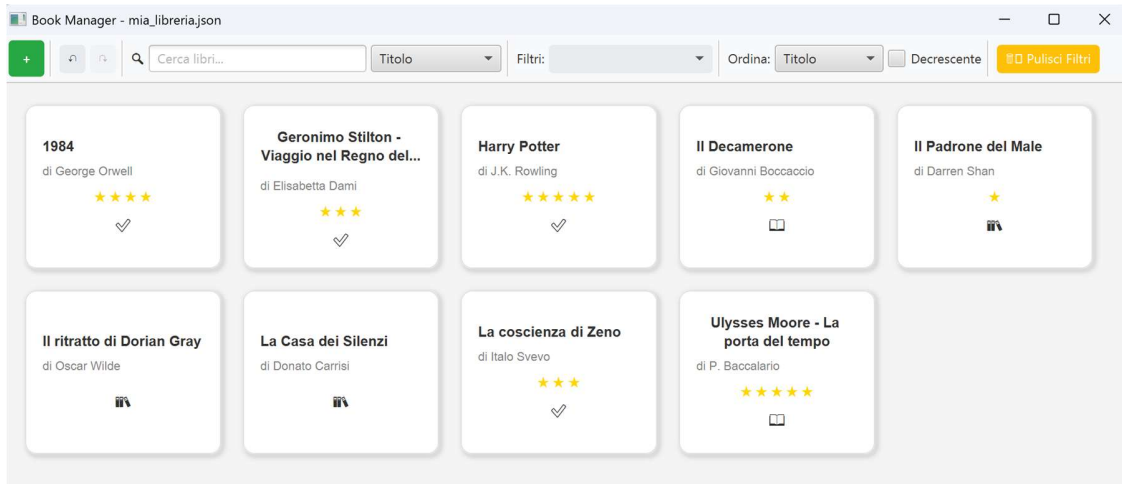 Book Manager - mia_libreria.json
+
Cerca libri...
Titolo
Filtri:
Ordina:
Titolo
Decrescente
Pulisci Filtri
1984
di George Orwell
Geronimo Stilton -
Viaggio nel Regno del...
di Elisabetta Dami
Harry Potter
di J.K. Rowling
Il Decamerone
di Giovanni Boccaccio
Il Padrone del Male
di Darren Shan
Il ritratto di Dorian Gray
di Oscar Wilde
La Casa dei Silenzi
di Donato Carrisi
La coscienza di Zeno
di Italo Svevo
Ulysses Moore - La
porta del tempo
di P. Baccalario